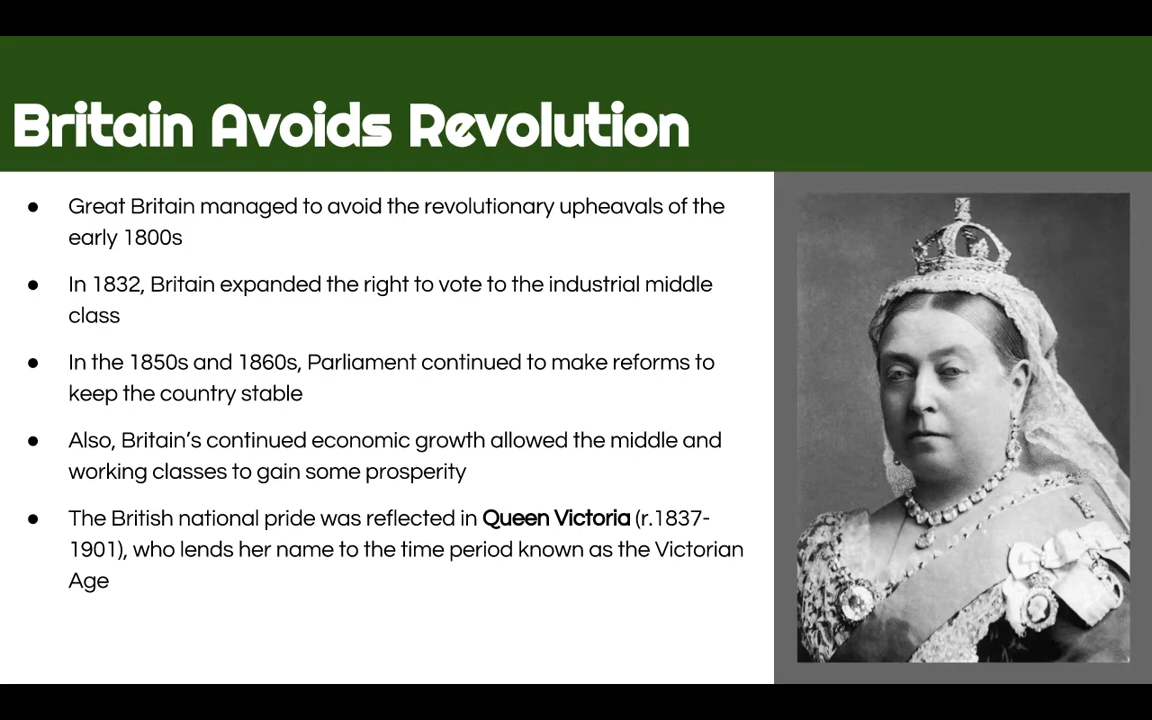 Britain Avoids Revolution
● Great Britain managed to avoid the revolutionary upheavals of the
early 1800s
● In 1832, Britain expanded the right to vote to the industrial middle
class
● In the 1850s and 1860s, Parliament continued to make reforms to
keep the country stable
● Also, Britain’s continued economic growth allowed the middle and
working classes to gain some prosperity
● The British national pride was reflected in Queen Victoria (r.1837-
1901), who lends her name to the time period known as the Victorian
Age